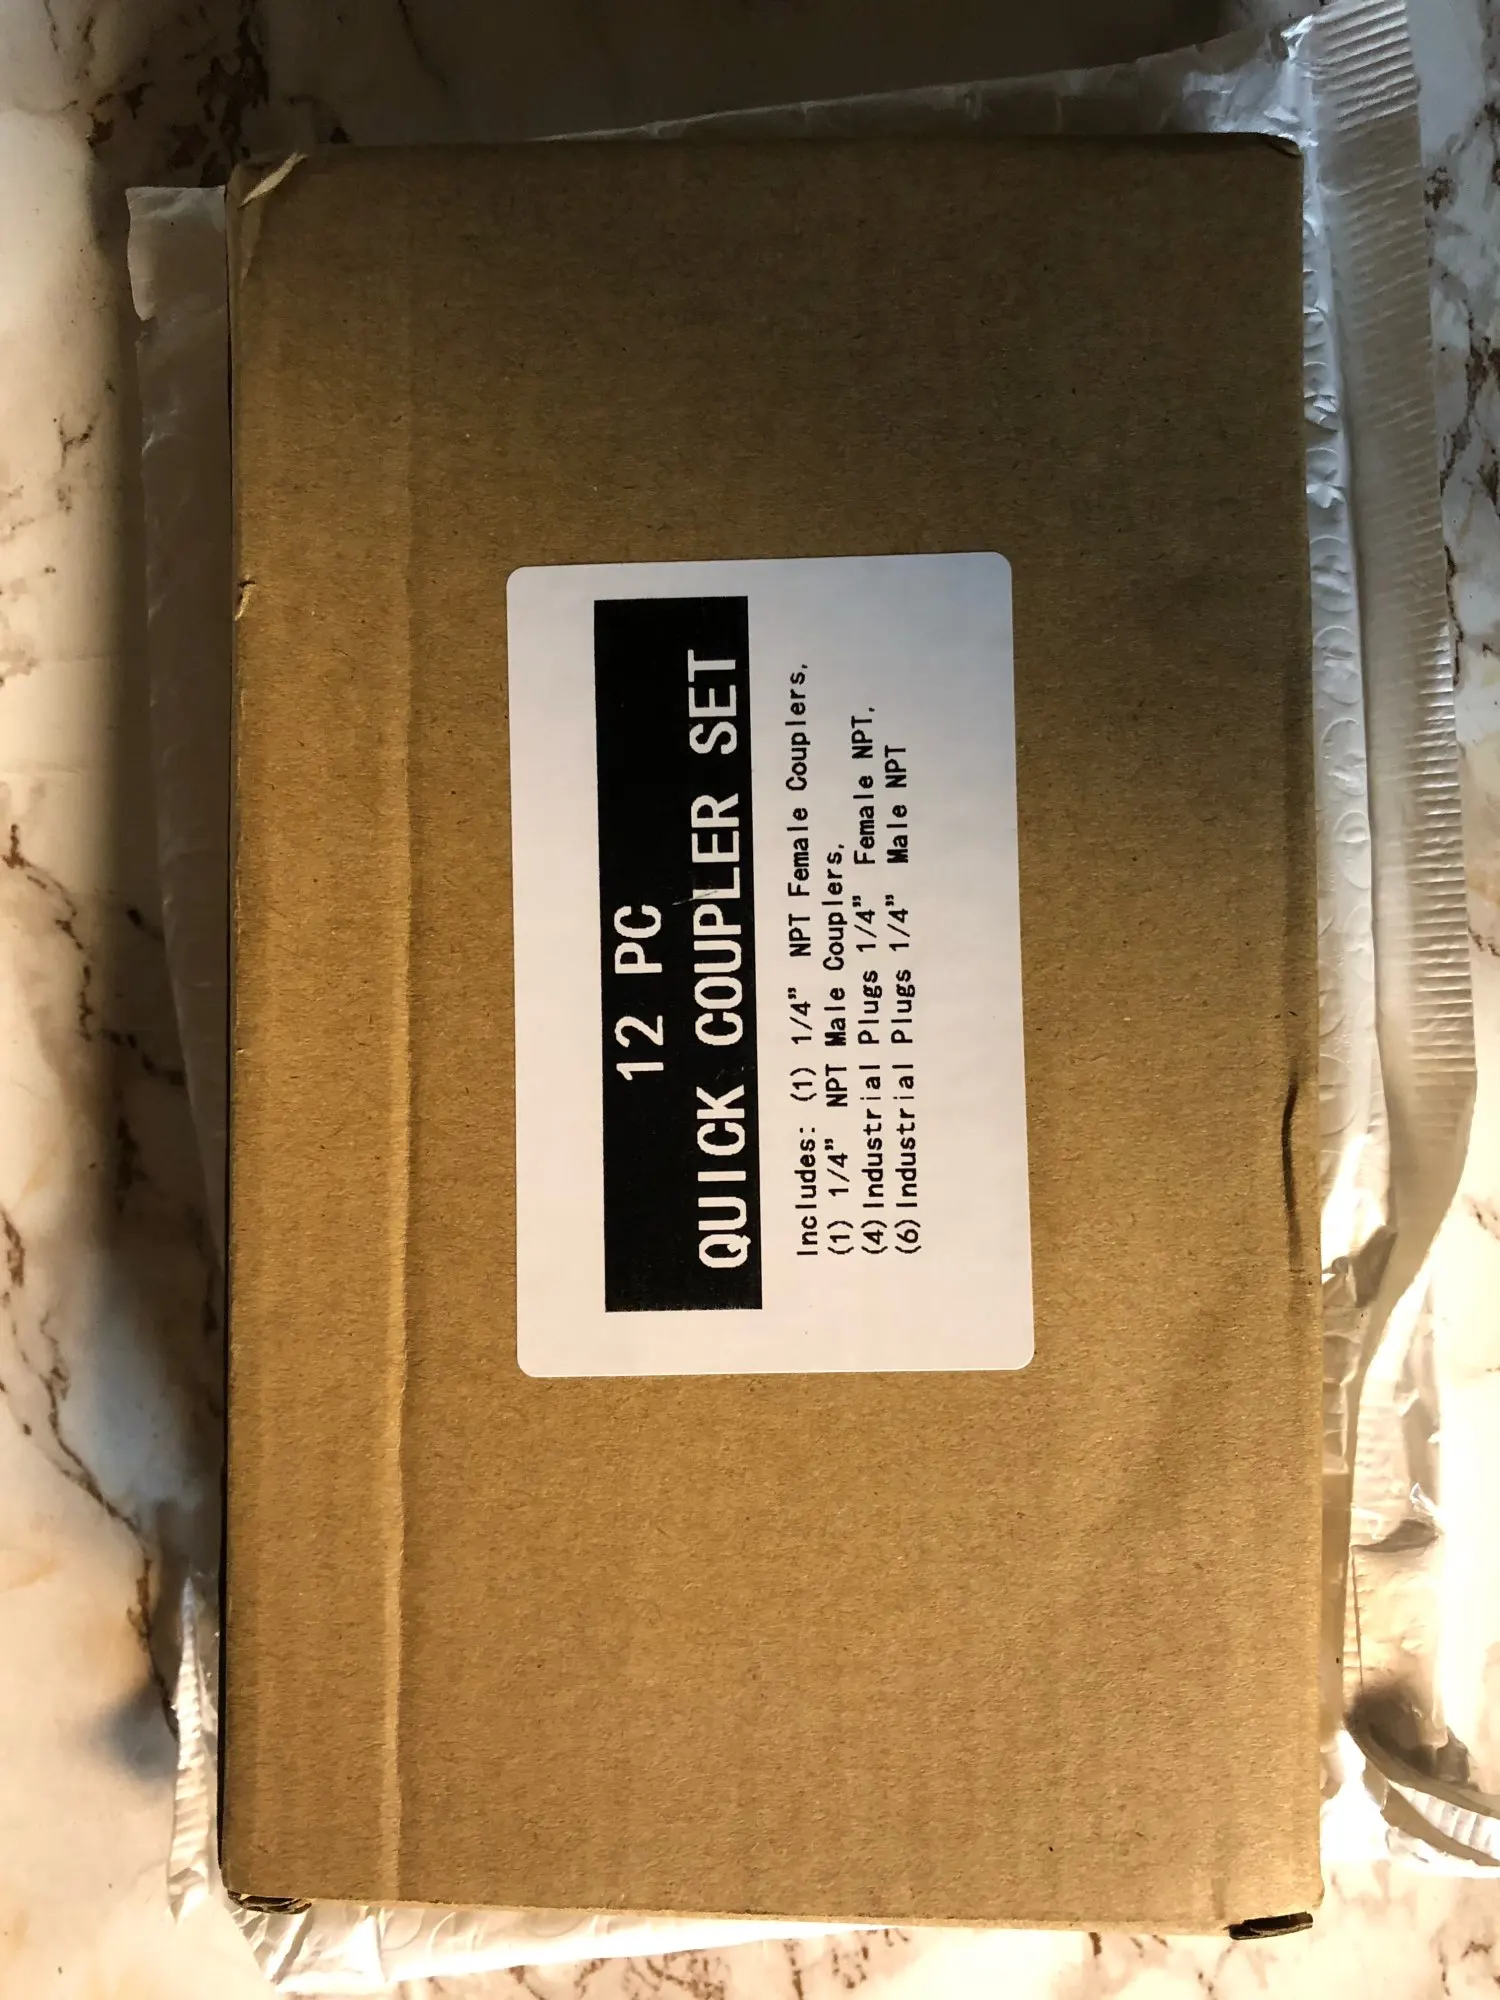 12 PC
QUICK COUPLER SET
Includes: (1) 1/4" NPT Female Couplers,
(1) 1/4" NPT Male Couplers,
(4) Industrial Plugs 1/4" Female NPT,
(6) Industrial Plugs 1/4" Male NPT